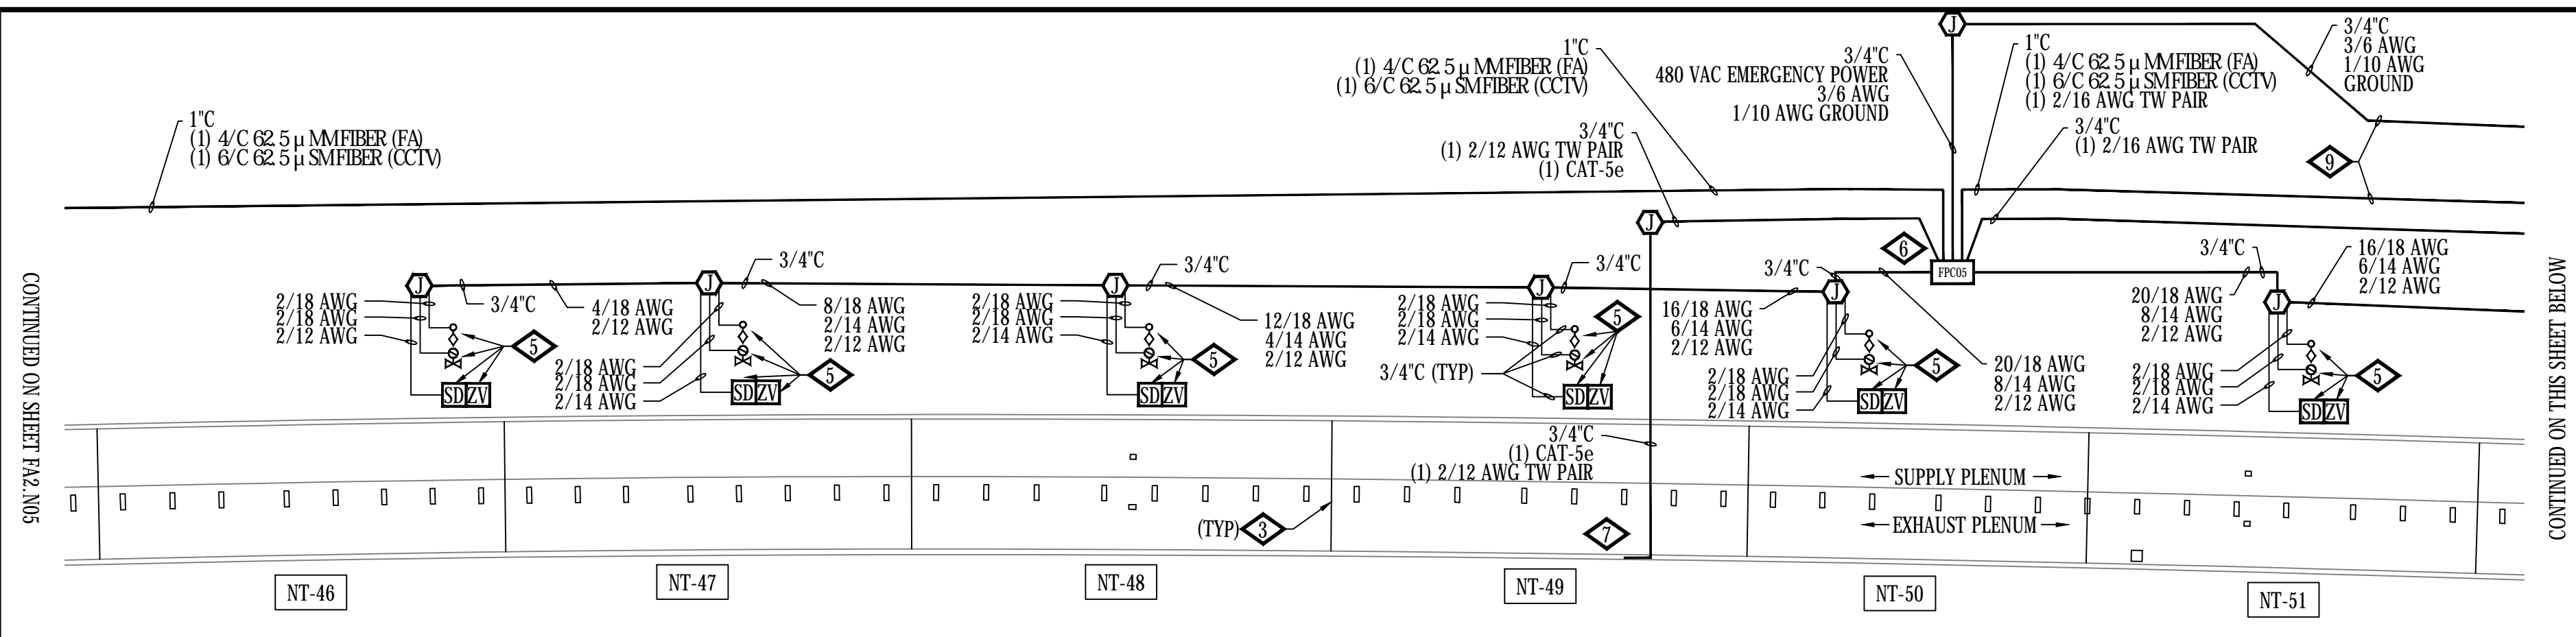 1"C
(1) 4/C 62.5 µ MM FIBER (FA)
(1) 6/C 62.5 µ SM FIBER (CCTV)
1"C
(1) 4/C 62.5 µ MM FIBER (FA)
(1) 6/C 62.5 µ SM FIBER (CCTV)
3/4"C
(1) 2/12 AWG TW PAIR
(1) CAT-5e
3/4"C
480 VAC EMERGENCY POWER
3/6 AWG
1/10 AWG GROUND
J
1"C
(1) 4/C 62.5 µ MM FIBER (FA)
(1) 6/C 62.5 µ SM FIBER (CCTV)
(1) 2/16 AWG TW PAIR
3/4"C
(1) 2/16 AWG TW PAIR
3/4"C
3/6 AWG
1/10 AWG
GROUND
9
J
6
FPC05
CONTINUED ON SHEET FA2.N05
2/18 AWG
2/18 AWG
2/12 AWG
J
3/4"C
5
SD ZV
4/18 AWG
2/12 AWG
J
3/4"C
2/18 AWG
2/18 AWG
2/14 AWG
8/18 AWG
2/14 AWG
2/12 AWG
5
SD ZV
2/18 AWG
2/18 AWG
2/14 AWG
J
3/4"C
5
SD ZV
12/18 AWG
4/14 AWG
2/12 AWG
2/18 AWG
2/18 AWG
2/14 AWG
3/4"C (TYP)
J
3/4"C
5
SD ZV
16/18 AWG
6/14 AWG
2/12 AWG
3/4"C
J
2/18 AWG
2/18 AWG
2/14 AWG
5
SD ZV
20/18 AWG
8/14 AWG
2/12 AWG
3/4"C
20/18 AWG
8/14 AWG
2/12 AWG
J
16/18 AWG
6/14 AWG
2/12 AWG
2/18 AWG
2/18 AWG
2/14 AWG
5
SD ZV
CONTINUED ON THIS SHEET BELOW
3/4"C
(1) CAT-5e
(1) 2/12 AWG TW PAIR
SUPPLY PLENUM
EXHAUST PLENUM
(TYP) 3
7
NT-46
NT-47
NT-48
NT-49
NT-50
NT-51